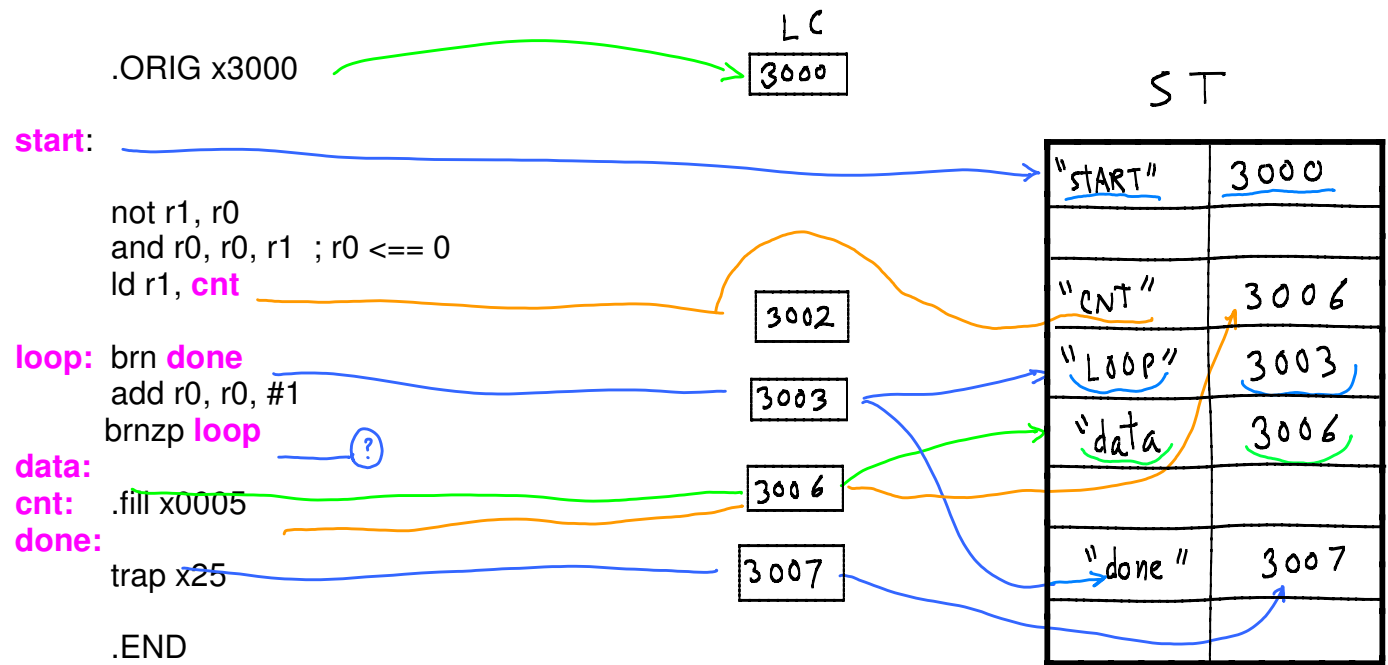 LC
.ORIG x3000
3000
ST
start:
"START" 3000
not r1, r0
and r0, r0, r1 ; r0 <== 0
ld r1, cnt
"CNT" 3006
3002
loop: brn done
"LOOP" 3003
add r0, r0, #1
3003
brnzp loop
?
"data 3006
data:
3006
cnt: .fill x0005
done:
"done" 3007
trap x25
3007
.END